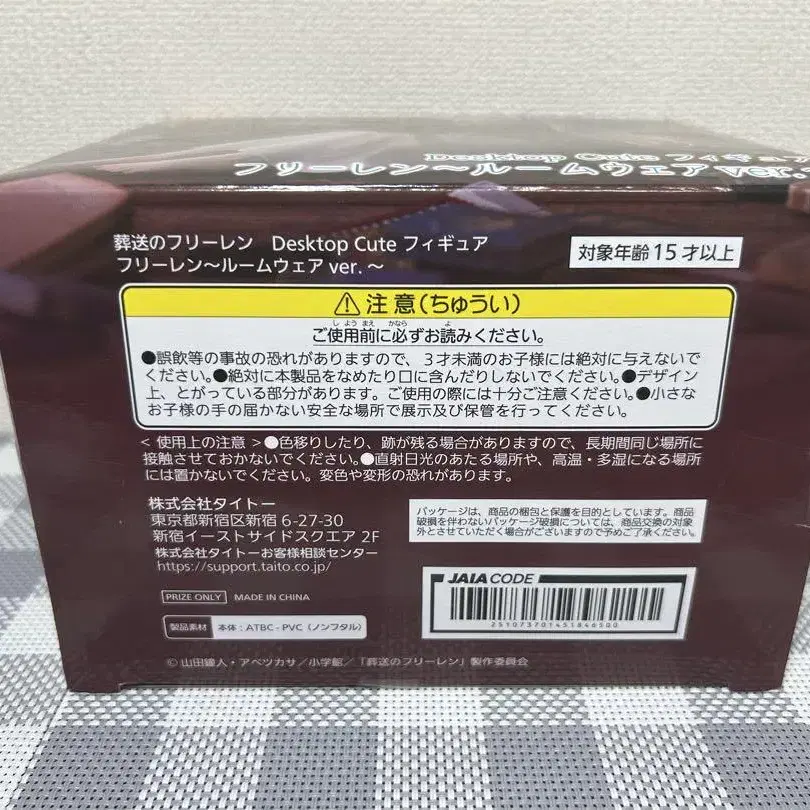 Desktop Cute フィギュア
フリーレン～ルームウェア ver.～
葬送のフリーレン Desktop Cute フィギュア
フリーレン～ルームウェア ver.～
対象年齢15才以上
⚠注意(ちゅうい)
ご使用前に必ずお読みください。
しようまえ かなら よ
●誤飲等の事故の恐れがありますので、3才未満のお子様には絶対に与えないで
ください。●絶対に本製品をなめたり口に含んだりしないでください。●デザイン
上、とがっている部分があります。ご使用の際には十分ご注意ください。●小さな
お子様の手の届かない安全な場所で展示及び保管を行ってください。
< 使用上の注意 >●色移りしたり、跡が残る場合がありますので、長期間同じ場所に
接触させておかないでください。●直射日光のあたる場所や、高温・多湿になる場所
には置かないでください。変色や変形の恐れがあります。
株式会社タイトー
東京都新宿区新宿 6-27-30
新宿イーストサイドスクエア 2F
株式会社タイトーお客様相談センター
https://support.taito.co.jp/
パッケージは、商品の梱包と保護を目的としています。商品
破損を伴わないパッケージ破損については、商品交換の対象
外とさせていただく場合がございますので予めご了承ください。
PRIZE ONLY MADE IN CHINA
JAIA CODE
251073701451846500
製品素材 本体：ATBC-PVC（ノンフタル）
© 山田鐘人・アベツカサ／小学館／「葬送のフリーレン」製作委員会